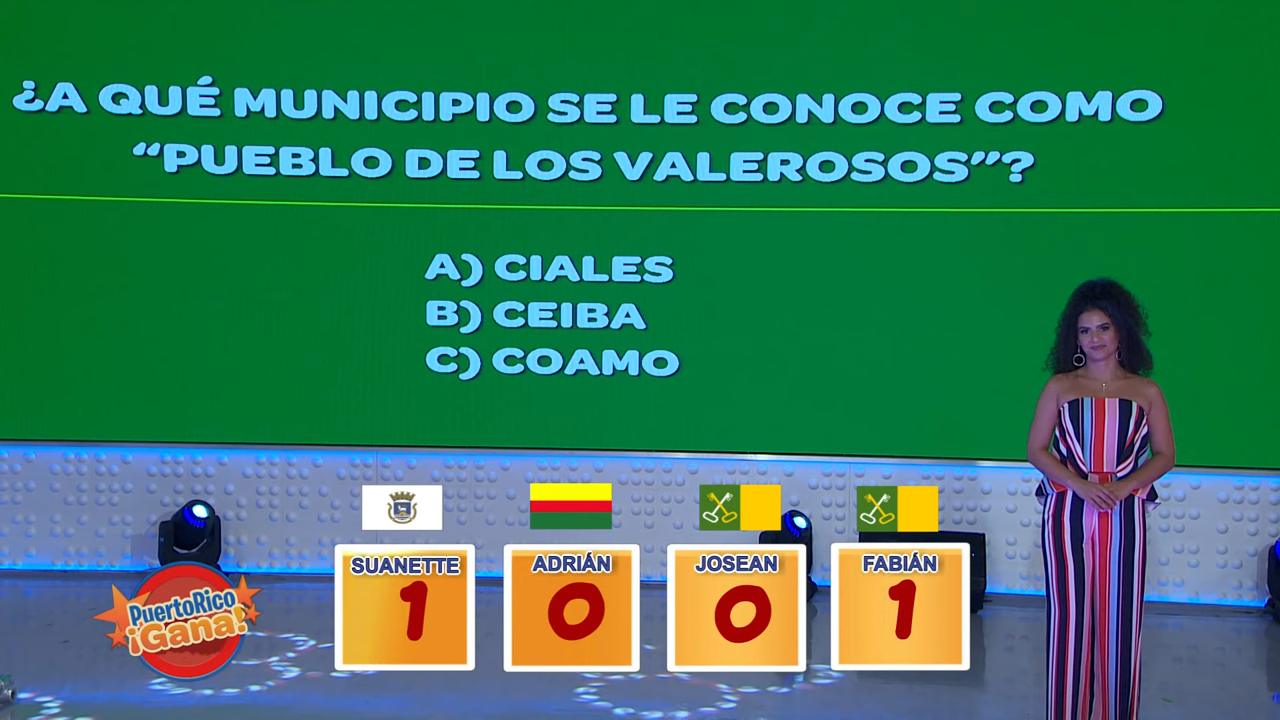 ¿A QUÉ MUNICIPIO SE LE CONOCE COMO
“PUEBLO DE LOS VALEROSOS”?
A) CIALES
B) CEIBA
C) COAMO
SUANETTE
1
ADRIÁN
0
JOSEAN
0
FABIÁN
1
PuertoRico
¡Gana!